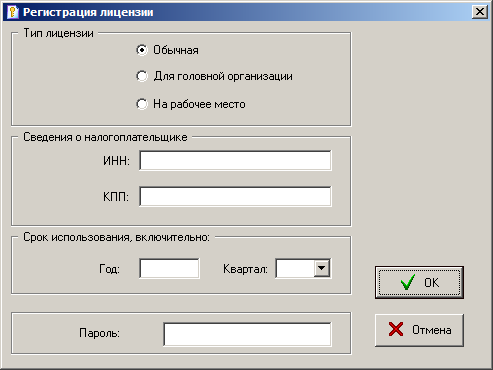 Регистрация лицензии
Тип лицензии
Обычная
Для головной организации
На рабочее место
Сведения о налогоплательщике
ИНН:
КПП:
Срок использования, включительно:
Год: Квартал:
OK
Пароль:
Отмена